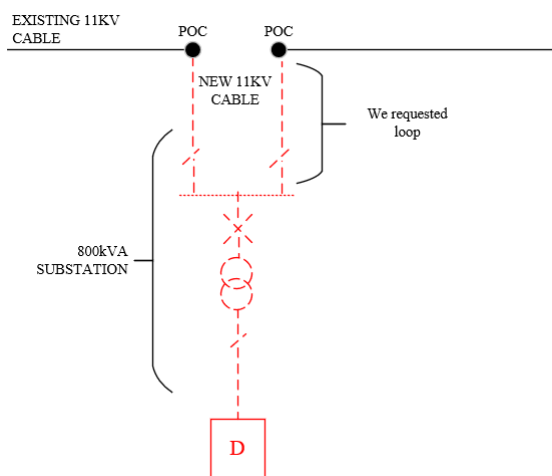 EXISTING 11KV
CABLE
POC
POC
NEW 11KV
CABLE
We requested
loop
800kVA
SUBSTATION
D